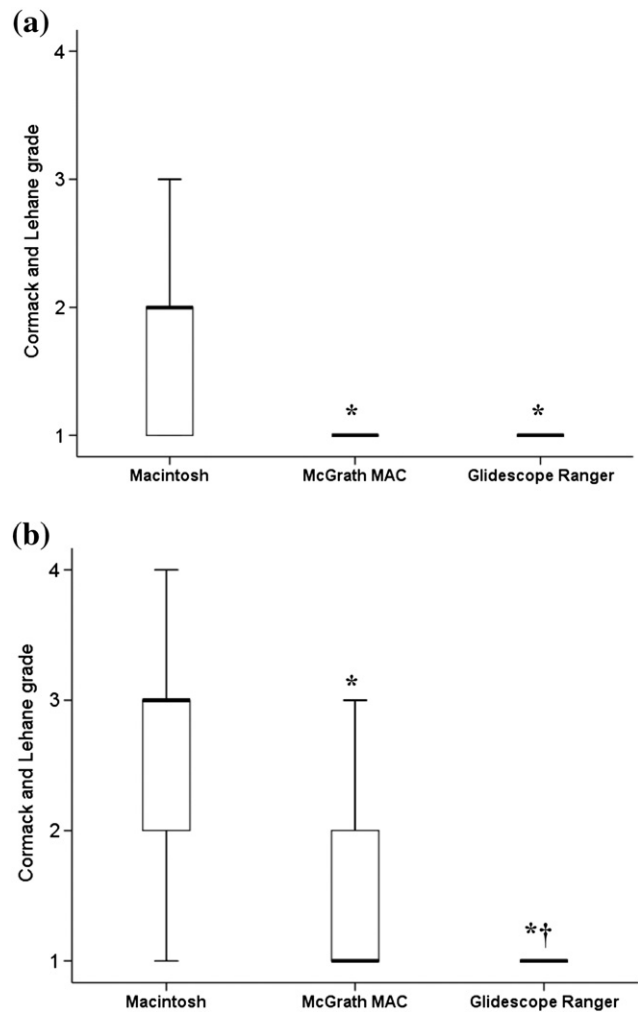 (a)
Cormack and Lehane grade
4
3
2
1
* *
Macintosh McGrath MAC Glidescope Ranger
(b)
Cormack and Lehane grade
4
3
*
2
*†
1
Macintosh McGrath MAC Glidescope Ranger